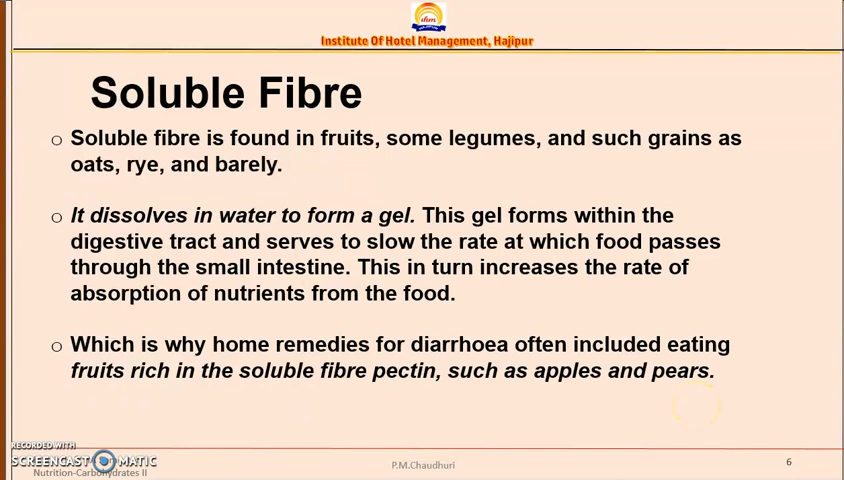 ihm
Institute Of Hotel Management, Hajipur
Soluble Fibre
Soluble fibre is found in fruits, some legumes, and such grains as
oats, rye, and barely.
It dissolves in water to form a gel. This gel forms within the
digestive tract and serves to slow the rate at which food passes
through the small intestine. This in turn increases the rate of
absorption of nutrients from the food.
Which is why home remedies for diarrhoea often included eating
fruits rich in the soluble fibre pectin, such as apples and pears.
RECORDED WITH
SCREENCAST MATIC
Nutrition-Carbohydrates II
P.M.Chaudhuri
6